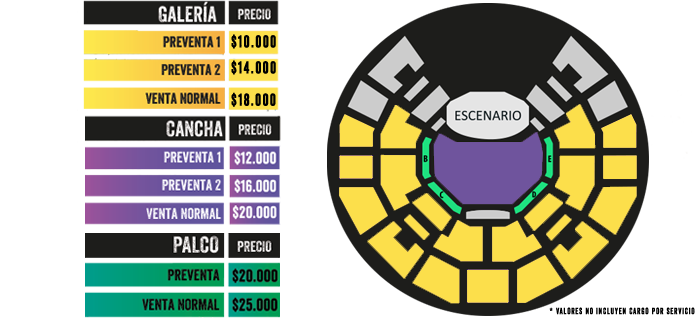 GALERÍA PRECIO
PREVENTA 1 $10.000
PREVENTA 2 $14.000
VENTA NORMAL $18.000
CANCHA PRECIO
PREVENTA 1 $12.000
PREVENTA 2 $16.000
VENTA NORMAL $20.000
PALCO PRECIO
PREVENTA $20.000
VENTA NORMAL $25.000
ESCENARIO
B E
C D
* VALORES NO INCLUYEN CARGO POR SERVICIO